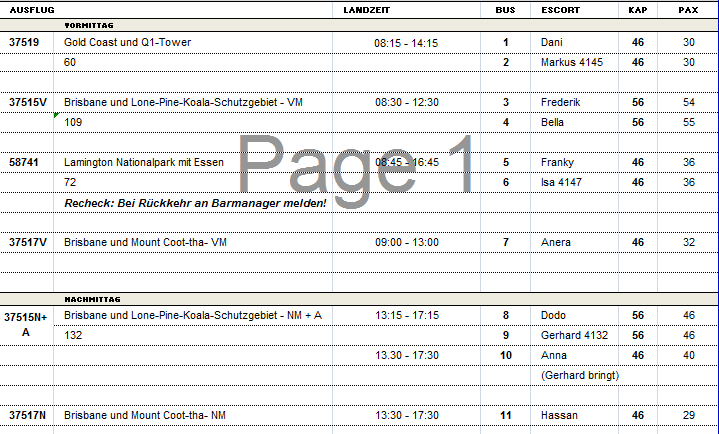 AUSFLUG LANDZEIT BUS ESCORT KAP PAX
VORMITTAG
37519 Gold Coast und Q1-Tower 08:15 - 14:15 1 Dani 46 30
60 2 Markus 4145 46 30
37515V Brisbane und Lone-Pine-Koala-Schutzgebiet - VM 08:30 - 12:30 3 Frederik 56 54
109 4 Bella 56 55
58741 Lamington Nationalpark mit Essen 08:45 - 16:45 5 Franky 46 36
72 6 Isa 4147 46 36
Page 1
Recheck: Bei Rückkehr an Barmanager melden!
37517V Brisbane und Mount Coot-tha- VM 09:00 - 13:00 7 Anera 46 32
NACHMITTAG
37515N+ A Brisbane und Lone-Pine-Koala-Schutzgebiet - NM + A 13:15 - 17:15 8 Dodo 56 46
132 9 Gerhard 4132 56 46
13:30 - 17:30 10 Anna 46 40
(Gerhard bringt)
37517N Brisbane und Mount Coot-tha- NM 13:30 - 17:30 11 Hassan 46 29